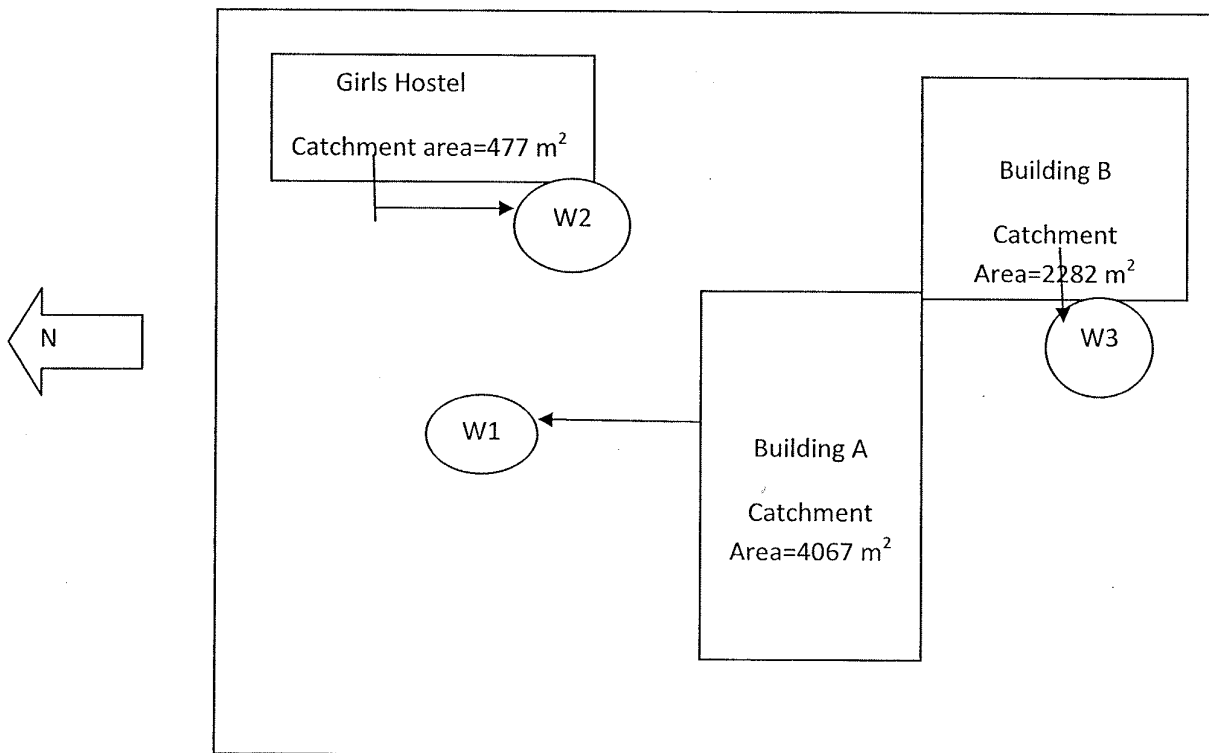 Girls Hostel
Catchment area=477 m²
W2
Building B
Catchment
Area=2282 m²
W3
N
W1
Building A
Catchment
Area=4067 m²